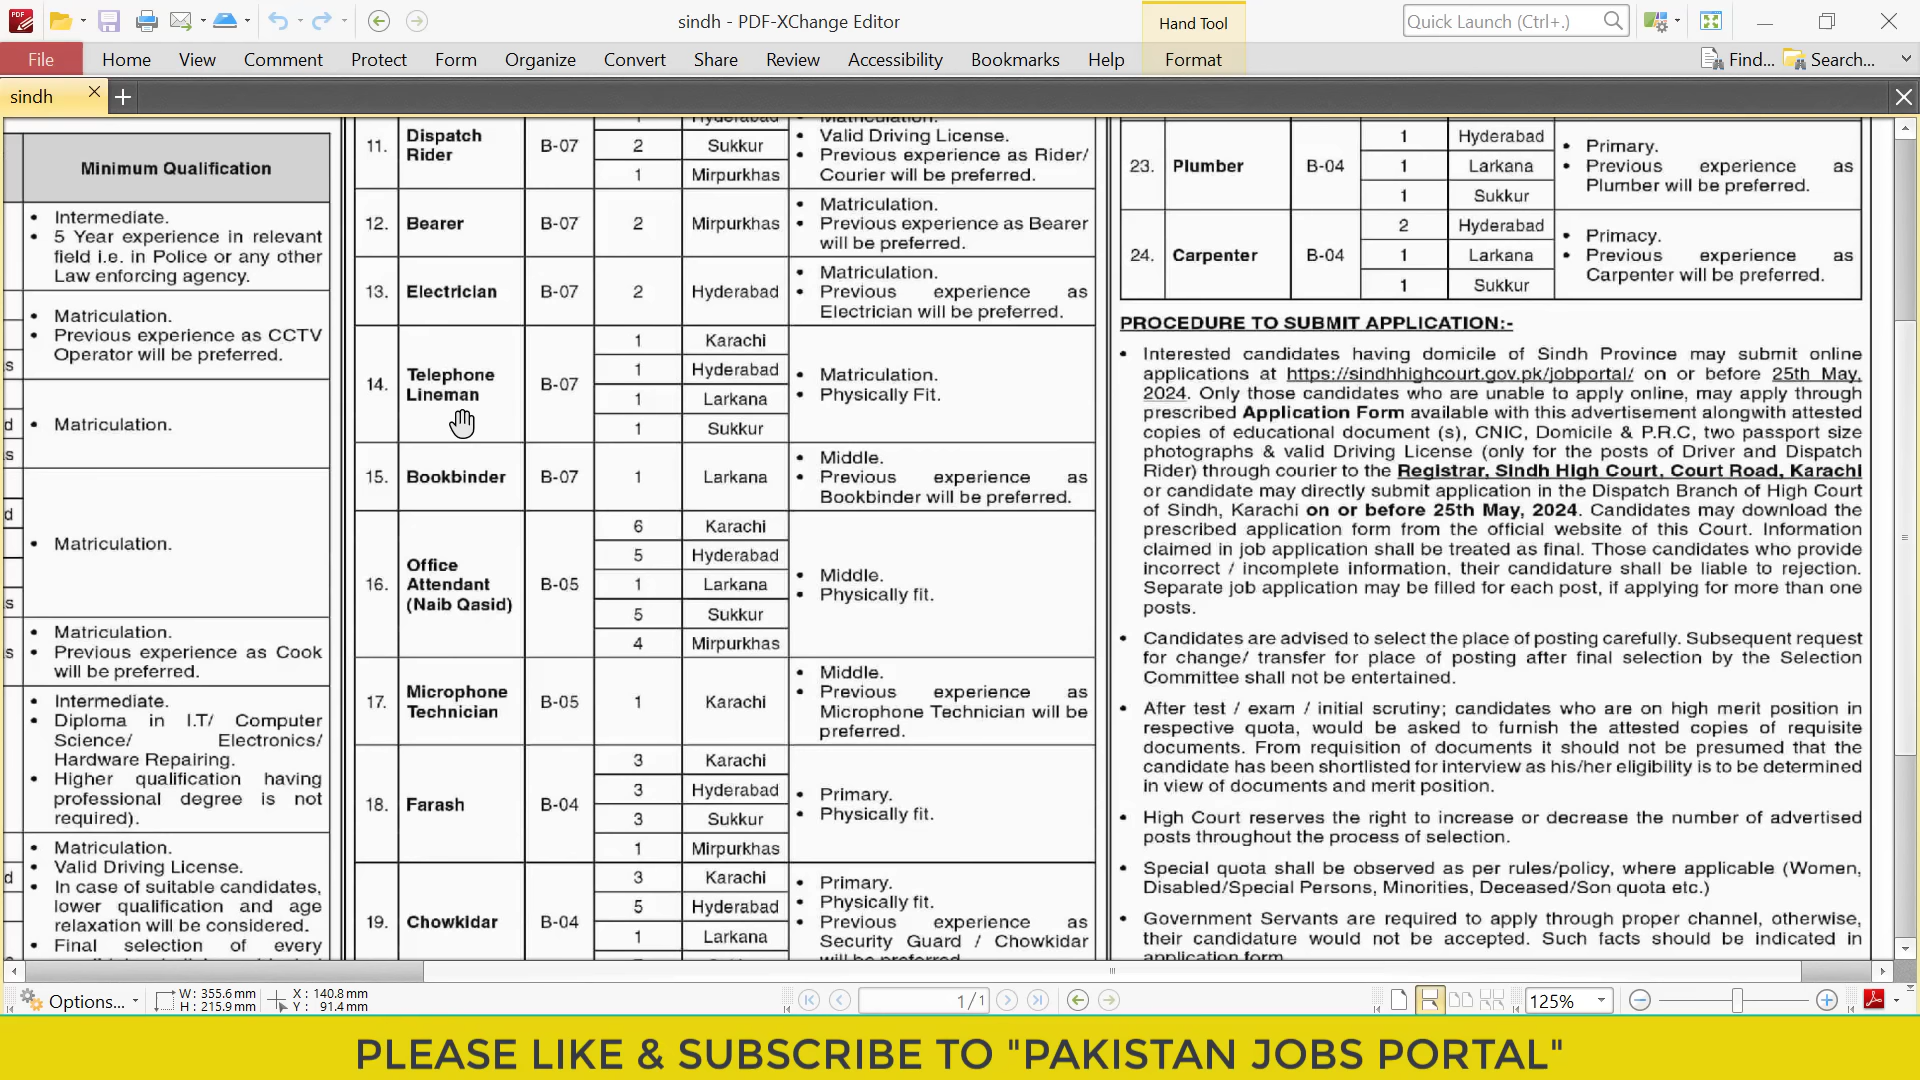 sindh - PDF-XChange Editor
Hand Tool
Quick Launch (Ctrl+.)
File Home View Comment Protect Form Organize Convert Share Review Accessibility Bookmarks Help Format Find... Search...
sindh
Minimum Qualification
• Intermediate.
• 5 Year experience in relevant
field i.e. in Police or any other
Law enforcing agency.
• Matriculation.
• Previous experience as CCTV
Operator will be preferred.
s
d • Matriculation.
s
d
• Matriculation.
s
• Matriculation.
s • Previous experience as Cook
will be preferred.
• Intermediate.
• Diploma in I.T/ Computer
Science/ Electronics/
Hardware Repairing.
• Higher qualification having
professional degree is not
required).
• Matriculation.
• Valid Driving License.
d • In case of suitable candidates,
lower qualification and age
relaxation will be considered.
• Final selection of every
11. Dispatch Rider B-07
1 Hyderabad
2 Sukkur
1 Mirpurkhas
• Matriculation.
• Valid Driving License.
• Previous experience as Rider/
Courier will be preferred.
12. Bearer B-07 2 Mirpurkhas
• Matriculation.
• Previous experience as Bearer
will be preferred.
13. Electrician B-07 2 Hyderabad
• Matriculation.
• Previous experience as
Electrician will be preferred.
14. Telephone Lineman B-07
1 Karachi
1 Hyderabad
1 Larkana
1 Sukkur
• Matriculation.
• Physically Fit.
15. Bookbinder B-07 1 Larkana
• Middle.
• Previous experience as
Bookbinder will be preferred.
16. Office Attendant (Naib Qasid) B-05
6 Karachi
5 Hyderabad
1 Larkana
5 Sukkur
4 Mirpurkhas
• Middle.
• Physically fit.
17. Microphone Technician B-05 1 Karachi
• Middle.
• Previous experience as
Microphone Technician will be
preferred.
18. Farash B-04
3 Karachi
3 Hyderabad
3 Sukkur
1 Mirpurkhas
• Primary.
• Physically fit.
19. Chowkidar B-04
3 Karachi
5 Hyderabad
1 Larkana
• Primary.
• Physically fit.
• Previous experience as
Security Guard / Chowkidar
will be preferred.
23. Plumber B-04
1 Hyderabad
1 Larkana
1 Sukkur
• Primary.
• Previous experience as
Plumber will be preferred.
24. Carpenter B-04
2 Hyderabad
1 Larkana
1 Sukkur
• Primacy.
• Previous experience as
Carpenter will be preferred.
PROCEDURE TO SUBMIT APPLICATION:-
• Interested candidates having domicile of Sindh Province may submit online
applications at https://sindhhighcourt.gov.pk/jobportal/ on or before 25th May,
2024. Only those candidates who are unable to apply online, may apply through
prescribed Application Form available with this advertisement alongwith attested
copies of educational document (s), CNIC, Domicile & P.R.C, two passport size
photographs & valid Driving License (only for the posts of Driver and Dispatch
Rider) through courier to the Registrar, Sindh High Court, Court Road, Karachi
or candidate may directly submit application in the Dispatch Branch of High Court
of Sindh, Karachi on or before 25th May, 2024. Candidates may download the
prescribed application form from the official website of this Court. Information
claimed in job application shall be treated as final. Those candidates who provide
incorrect / incomplete information, their candidature shall be liable to rejection.
Separate job application may be filled for each post, if applying for more than one
posts.
• Candidates are advised to select the place of posting carefully. Subsequent request
for change/ transfer for place of posting after final selection by the Selection
Committee shall not be entertained.
• After test / exam / initial scrutiny; candidates who are on high merit position in
respective quota, would be asked to furnish the attested copies of requisite
documents. From requisition of documents it should not be presumed that the
candidate has been shortlisted for interview as his/her eligibility is to be determined
in view of documents and merit position.
• High Court reserves the right to increase or decrease the number of advertised
posts throughout the process of selection.
• Special quota shall be observed as per rules/policy, where applicable (Women,
Disabled/Special Persons, Minorities, Deceased/Son quota etc.)
• Government Servants are required to apply through proper channel, otherwise,
their candidature would not be accepted. Such facts should be indicated in
application form.
Options... W: 355.6 mm X: 140.8 mm 1 / 1 125%
H: 215.9 mm Y: 91.4 mm
PLEASE LIKE & SUBSCRIBE TO "PAKISTAN JOBS PORTAL"